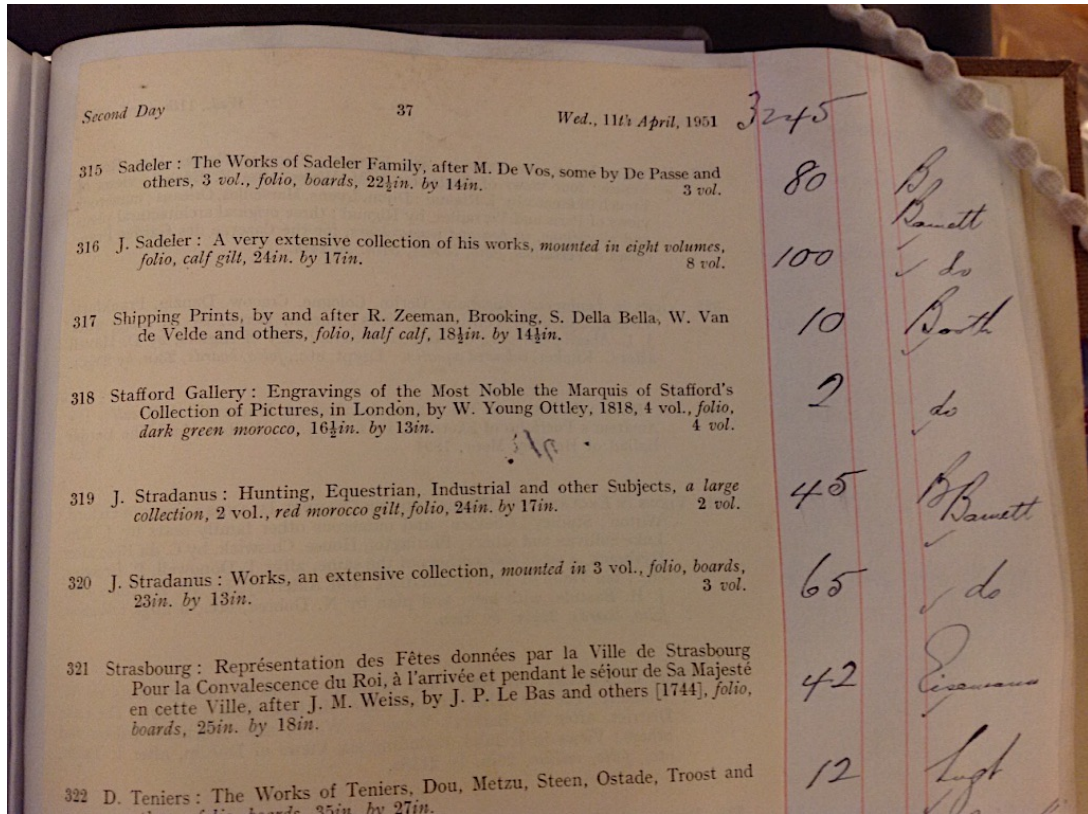 Second Day 37 Wed., 11th April, 1951 3245
315 Sadeler : The Works of Sadeler Family, after M. De Vos, some by De Passe and 80 B
others, 3 vol., folio, boards, 22½in. by 14in. 3 vol. Barnett
316 J. Sadeler : A very extensive collection of his works, mounted in eight volumes, 100 ✓ do
folio, calf gilt, 24in. by 17in. 8 vol.
317 Shipping Prints, by and after R. Zeeman, Brooking, S. Della Bella, W. Van 10 Booth
de Velde and others, folio, half calf, 18½in. by 14½in.
318 Stafford Gallery : Engravings of the Most Noble the Marquis of Stafford's 2 do
Collection of Pictures, in London, by W. Young Ottley, 1818, 4 vol., folio,
dark green morocco, 16½in. by 13in. 4 vol.
319 J. Stradanus : Hunting, Equestrian, Industrial and other Subjects, a large 45 B Barnett
collection, 2 vol., red morocco gilt, folio, 24in. by 17in. 2 vol.
320 J. Stradanus : Works, an extensive collection, mounted in 3 vol., folio, boards, 65 ✓ do
23in. by 13in. 3 vol.
321 Strasbourg : Représentation des Fêtes données par la Ville de Strasbourg
Pour la Convalescence du Roi, à l'arrivée et pendant le séjour de Sa Majesté 42 Eisemann
en cette Ville, after J. M. Weiss, by J. P. Le Bas and others [1744], folio,
boards, 25in. by 18in.
322 D. Teniers : The Works of Teniers, Dou, Metzu, Steen, Ostade, Troost and 12 Lugt
folio, boards, 35in. by 27in.